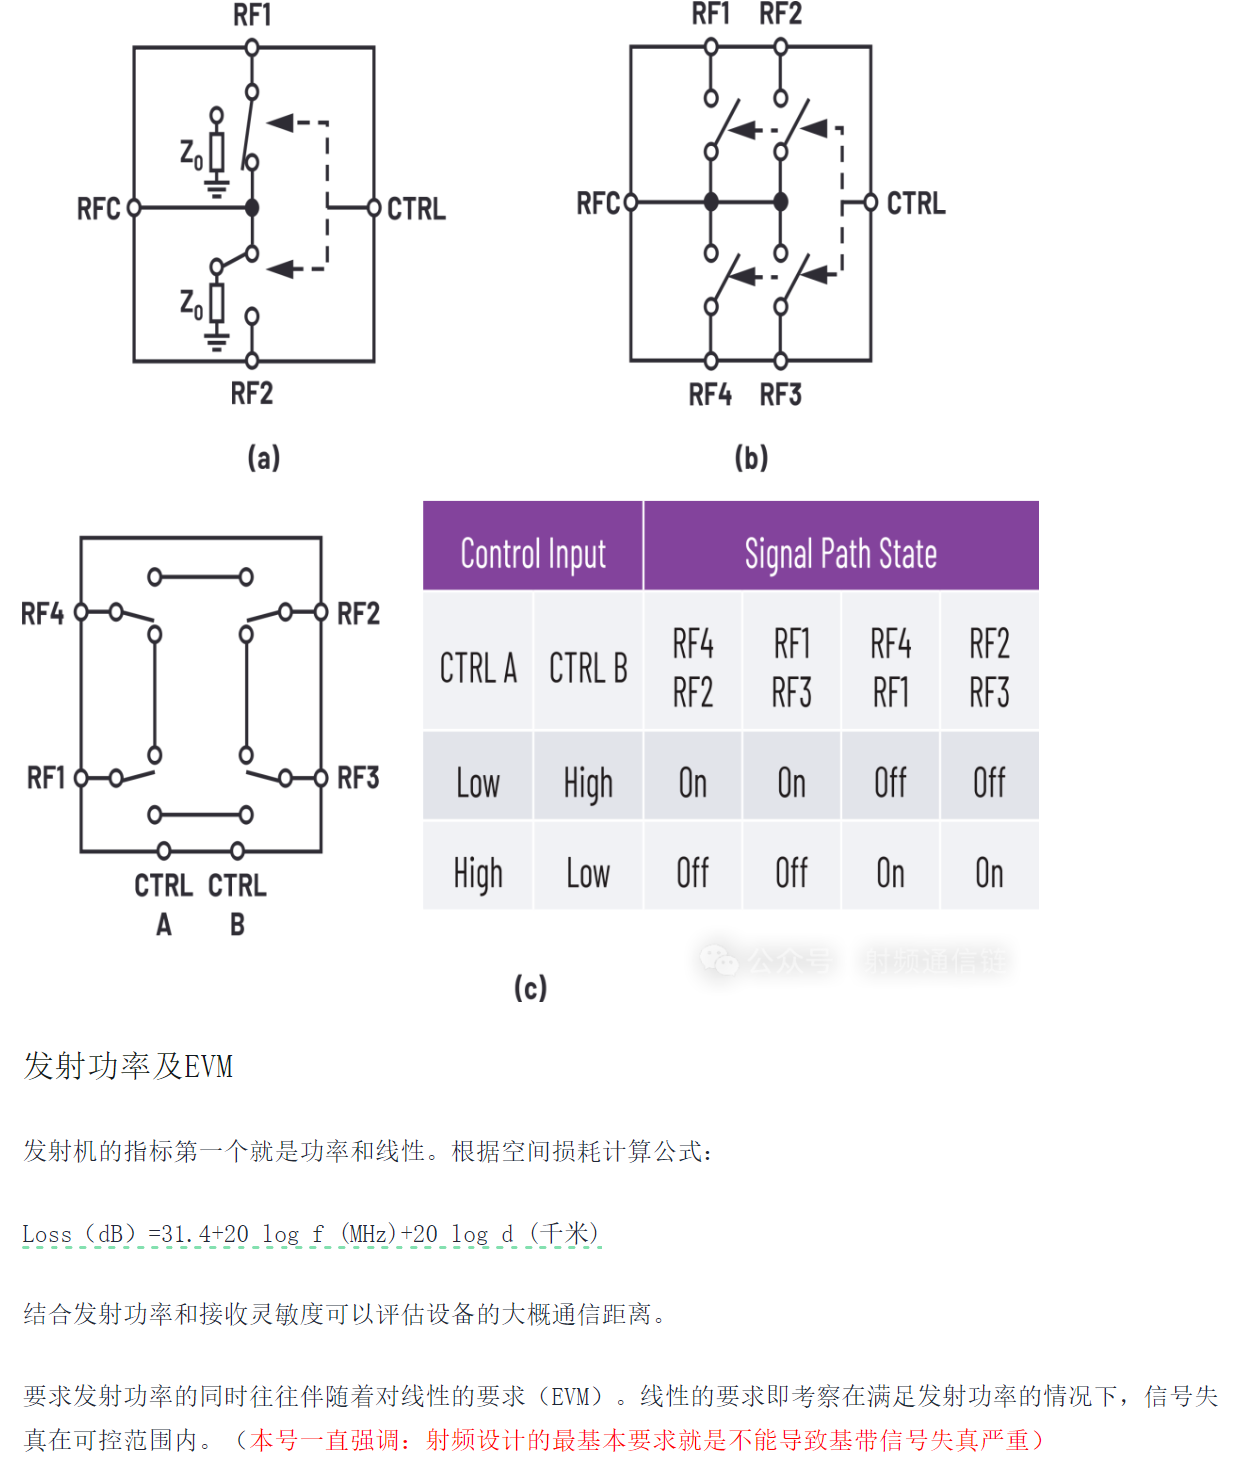 RF1
Z0
RFC
CTRL
Z0
RF2
(a)
RF1 RF2
RFC
CTRL
RF4 RF3
(b)
RF4
RF2
RF1
RF3
CTRL CTRL
A B
Control Input Signal Path State
CTRL A CTRL B RF4 RF2 RF1 RF3 RF4 RF1 RF2 RF3
Low High On On Off Off
High Low Off Off On On
公众号 射频通信链
(c)
发射功率及EVM
发射机的指标第一个就是功率和线性。根据空间损耗计算公式：
Loss（dB）=31.4+20 log f (MHz)+20 log d (千米)
结合发射功率和接收灵敏度可以评估设备的大概通信距离。
要求发射功率的同时往往伴随着对线性的要求（EVM）。线性的要求即考察在满足发射功率的情况下，信号失
真在可控范围内。（本号一直强调：射频设计的最基本要求就是不能导致基带信号失真严重）